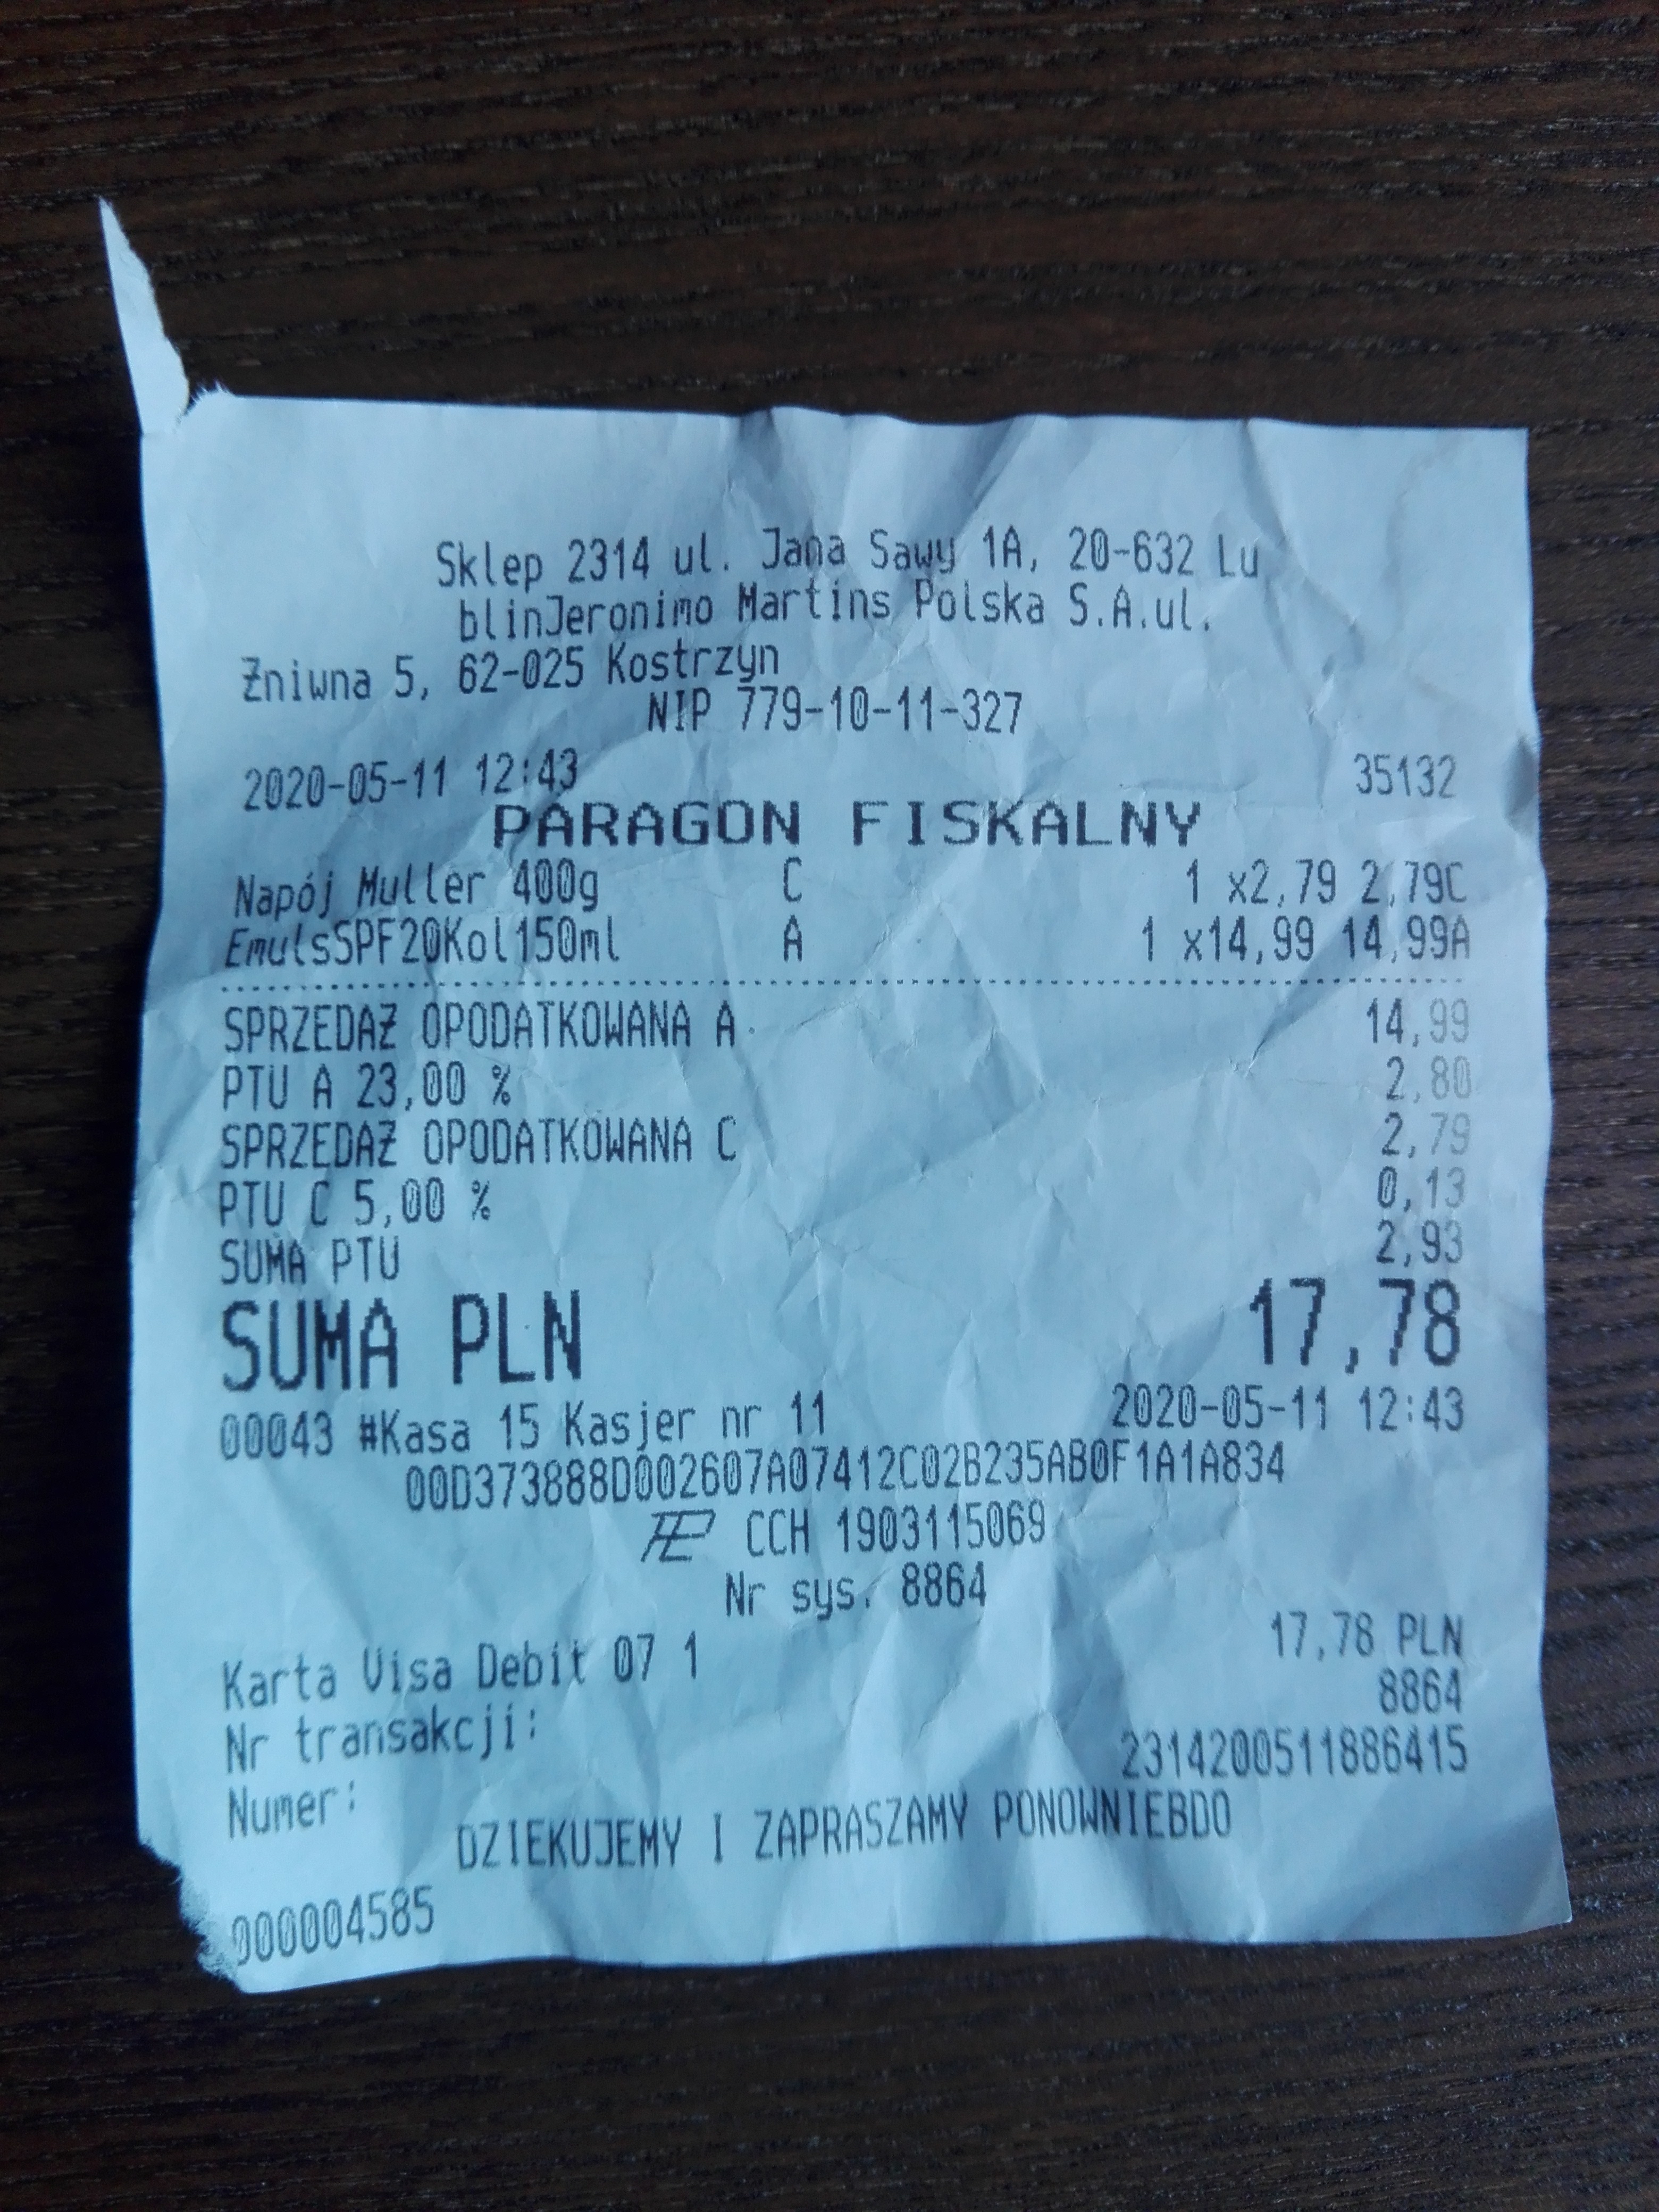 Sklep 2314 ul. Jana Sawy 1A, 20-632 Lu
blinJeronimo Martins Polska S.A.ul.
Żniwna 5, 62-025 Kostrzyn
NIP 779-10-11-327
2020-05-11 12:43 35132
PARAGON FISKALNY
Napój Muller 400g C 1 x2,79 2,79C
EmulsSPF20Kol150ml A 1 x14,99 14,99A
SPRZEDAŻ OPODATKOWANA A 14,99
PTU A 23,00 % 2,80
SPRZEDAŻ OPODATKOWANA C 2,79
PTU C 5,00 % 0,13
SUMA PTU 2,93
SUMA PLN 17,78
00043 #Kasa 15 Kasjer nr 11 2020-05-11 12:43
00D373888D002607A07412C02B235AB0F1A1A834
CCH 1903115069
Nr sys. 8864
Karta Visa Debit 07 1 17,78 PLN
Nr transakcji: 8864
Numer: 2314200511886415
DZIEKUJEMY I ZAPRASZAMY PONOWNIEBDO
000004585